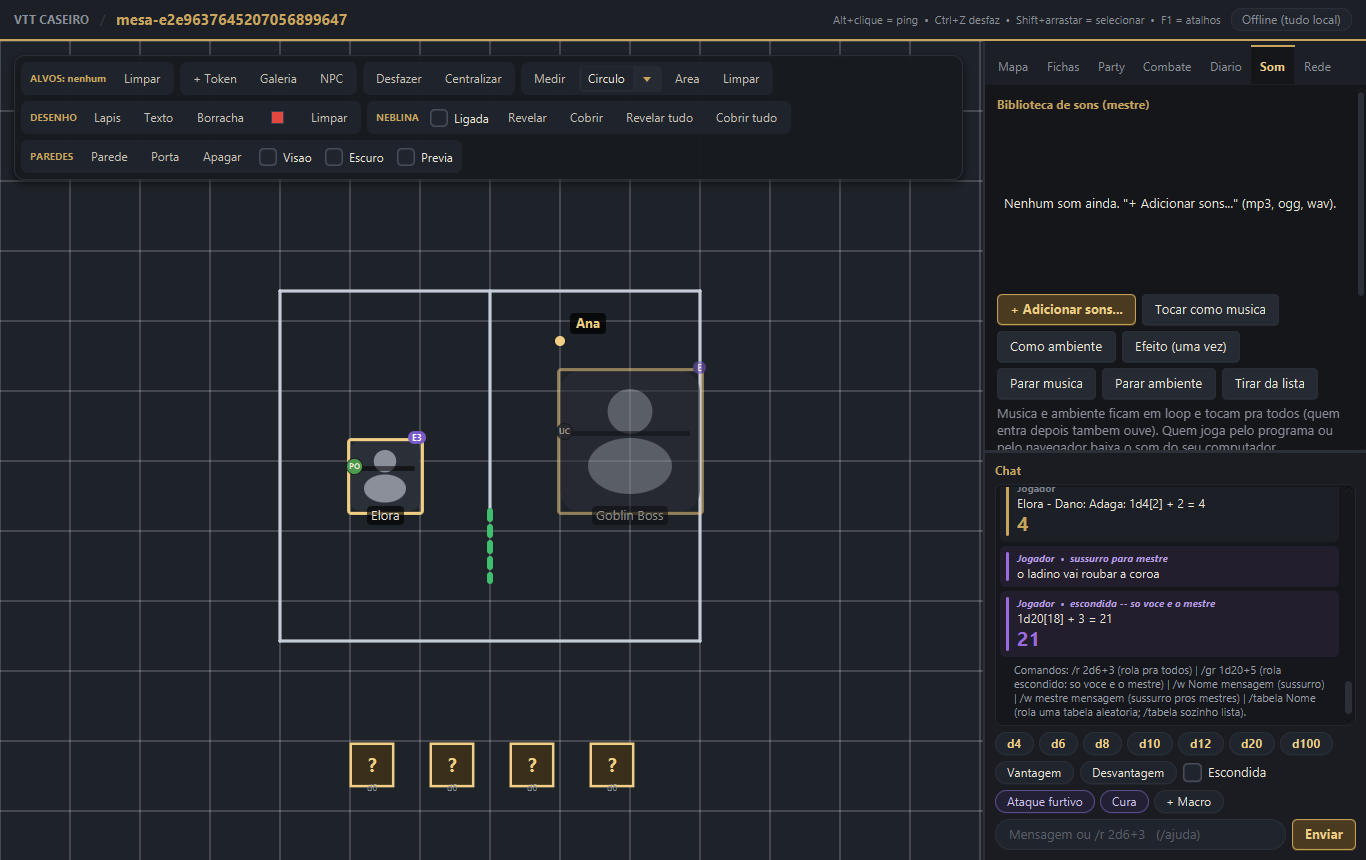 VTT CASEIRO / mesa-e2e9637645207056899647
Alt+clique = ping • Ctrl+Z desfaz • Shift+arrastar = selecionar • F1 = atalhos
Offline (tudo local)
ALVOS: nenhum Limpar + Token Galeria NPC Desfazer Centralizar Medir Circulo Area Limpar
DESENHO Lapis Texto Borracha Limpar NEBLINA Ligada Revelar Cobrir Revelar tudo Cobrir tudo
PAREDES Parede Porta Apagar Visao Escuro Previa
Ana
E
UC
Goblin Boss
E3
PO
Elora
? ? ? ?
Mapa Fichas Party Combate Diario Som Rede
Biblioteca de sons (mestre)
Nenhum som ainda. "+ Adicionar sons..." (mp3, ogg, wav).
+ Adicionar sons... Tocar como musica
Como ambiente Efeito (uma vez)
Parar musica Parar ambiente Tirar da lista
Musica e ambiente ficam em loop e tocam pra todos (quem
entra depois tambem ouve). Quem joga pelo programa ou
pelo navegador baixa o som do seu computador.
Chat
Jogador
Elora - Dano: Adaga: 1d4[2] + 2 = 4
4
Jogador • sussurro para mestre
o ladino vai roubar a coroa
Jogador • escondida -- so voce e o mestre
1d20[18] + 3 = 21
21
Comandos: /r 2d6+3 (rola pra todos) | /gr 1d20+5 (rola
escondido: so voce e o mestre) | /w Nome mensagem (sussurro)
| /w mestre mensagem (sussurro pros mestres) | /tabela Nome
(rola uma tabela aleatoria; /tabela sozinho lista).
d4 d6 d8 d10 d12 d20 d100
Vantagem Desvantagem Escondida
Ataque furtivo Cura + Macro
Mensagem ou /r 2d6+3 (/ajuda)
Enviar